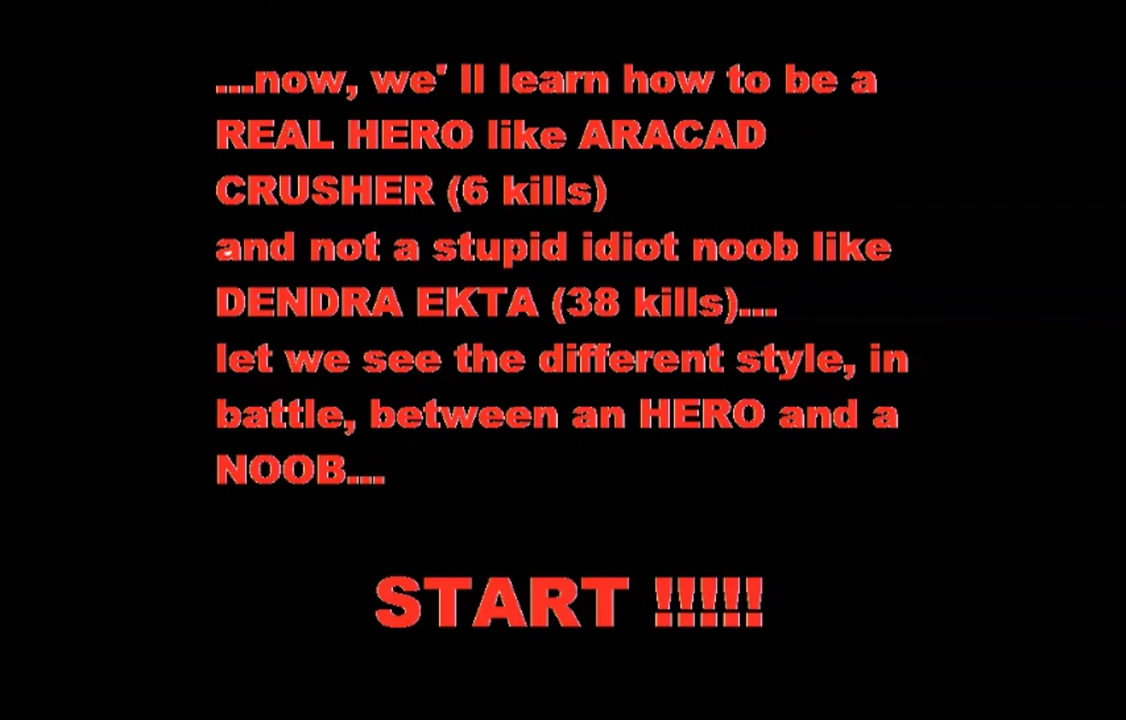 ...now, we' ll learn how to be a
REAL HERO like ARACAD
CRUSHER (6 kills)
and not a stupid idiot noob like
DENDRA EKTA (38 kills)...
let we see the different style, in
battle, between an HERO and a
NOOB...
START !!!!!